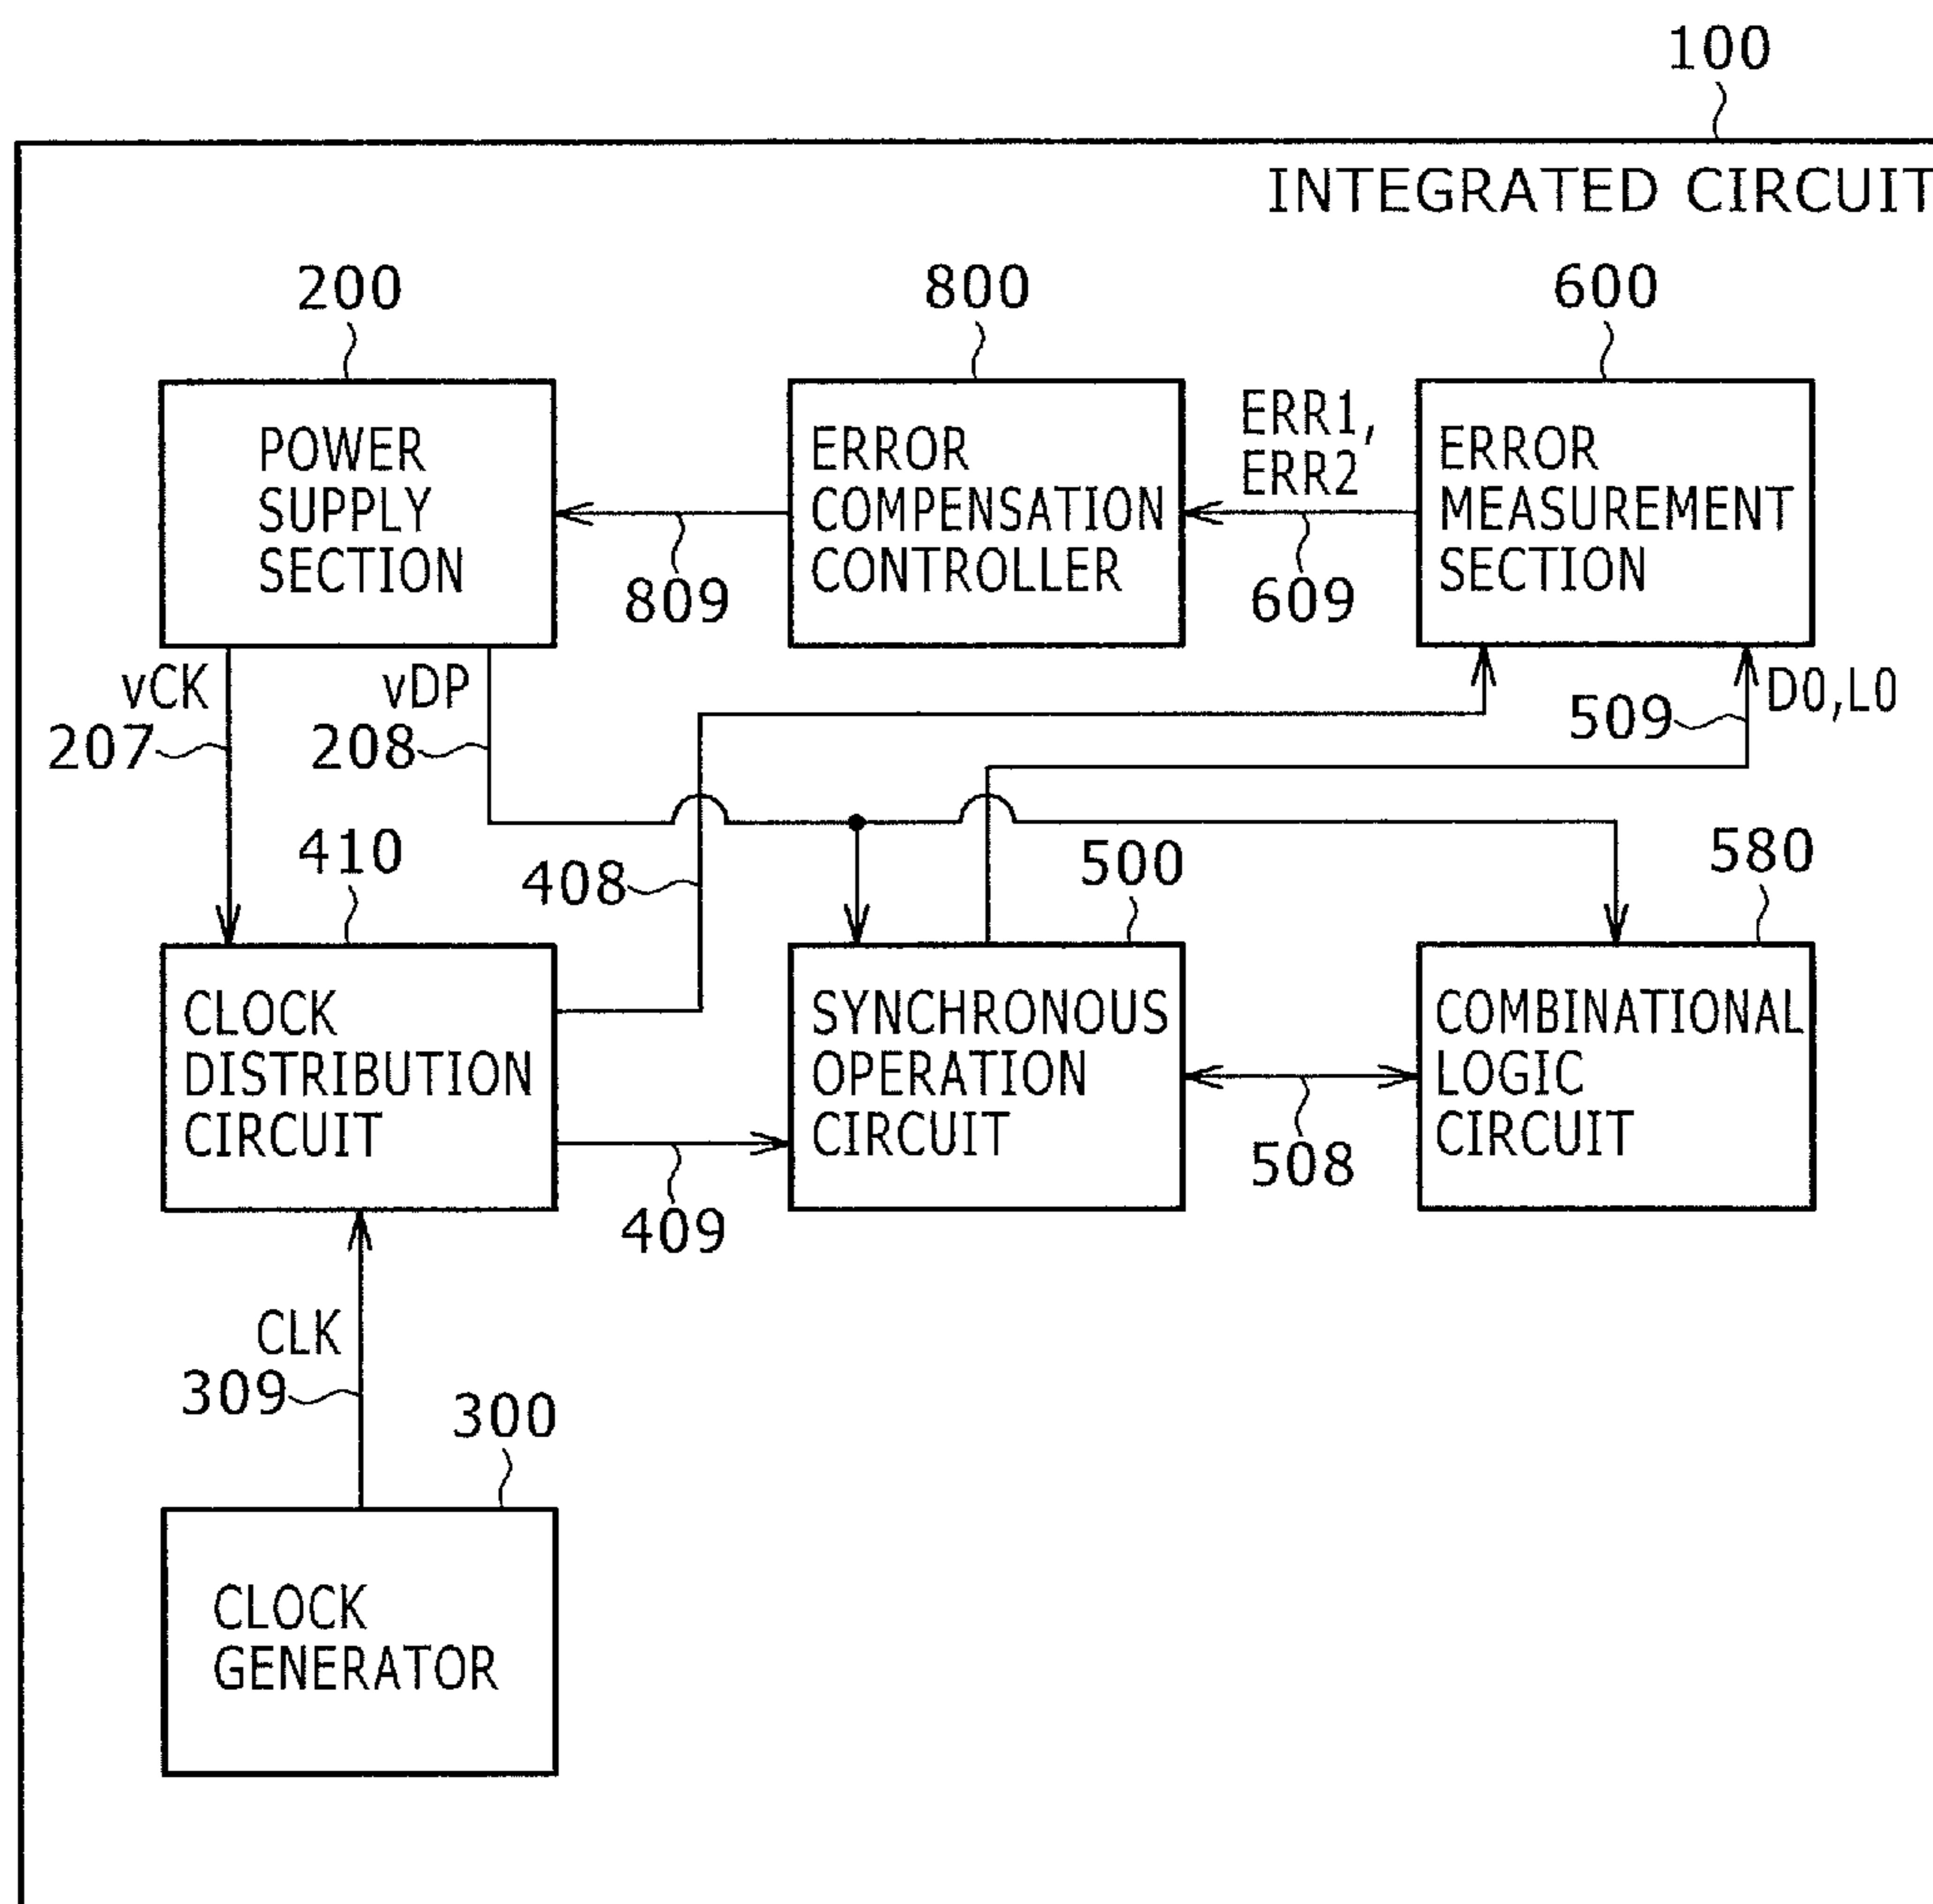 100
INTEGRATED CIRCUIT
200
800
600
POWER
SUPPLY
SECTION
ERROR
COMPENSATION
CONTROLLER
ERR1,
ERR2
ERROR
MEASUREMENT
SECTION
809
609
vCK
207
vDP
208
509
D0,L0
410
408
500
580
CLOCK
DISTRIBUTION
CIRCUIT
SYNCHRONOUS
OPERATION
CIRCUIT
COMBINATIONAL
LOGIC
CIRCUIT
409
508
CLK
309
300
CLOCK
GENERATOR